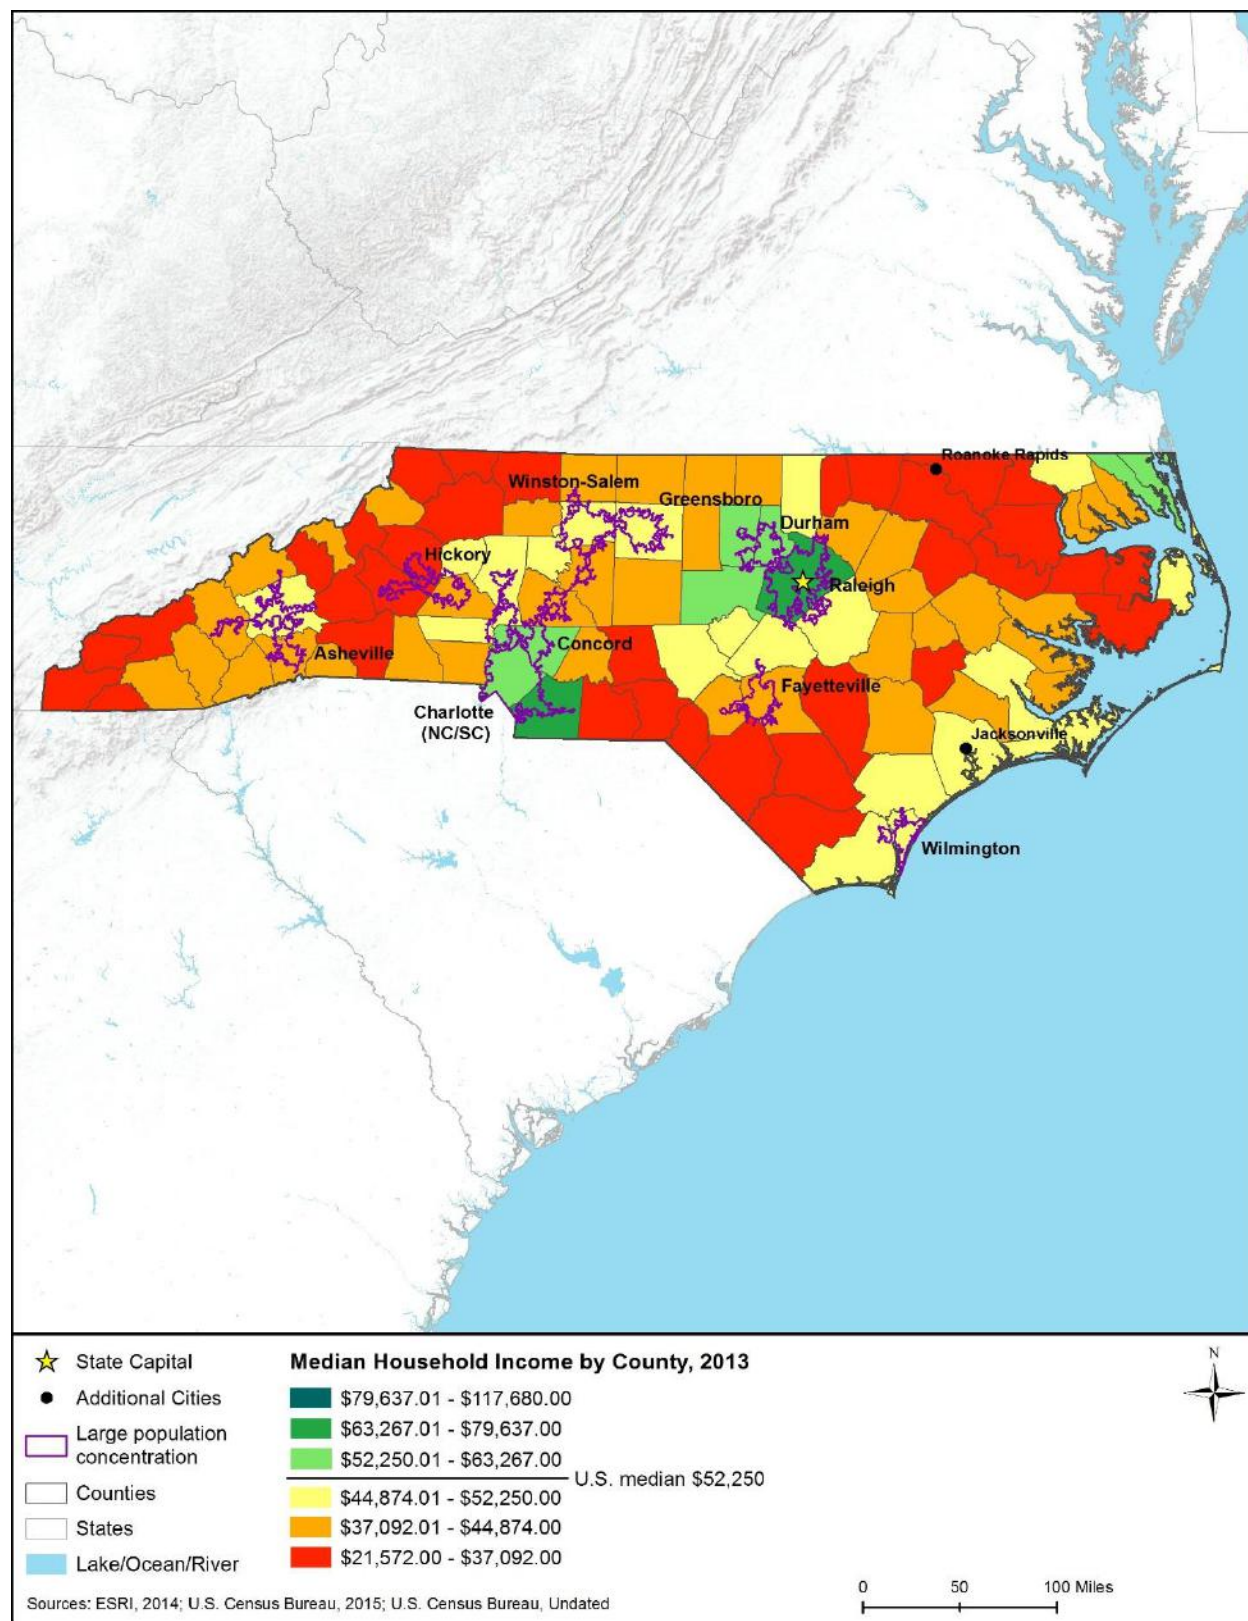 Roanoke Rapids
Winston-Salem
Greensboro
Durham
Hickory
Raleigh
Asheville
Concord
Fayetteville
Charlotte
(NC/SC)
Jacksonville
Wilmington
State Capital
Additional Cities
Large population
concentration
Counties
States
Lake/Ocean/River
Median Household Income by County, 2013
$79,637.01 - $117,680.00
$63,267.01 - $79,637.00
$52,250.01 - $63,267.00
U.S. median $52,250
$44,874.01 - $52,250.00
$37,092.01 - $44,874.00
$21,572.00 - $37,092.00
N
0 50 100 Miles
Sources: ESRI, 2014; U.S. Census Bureau, 2015; U.S. Census Bureau, Undated